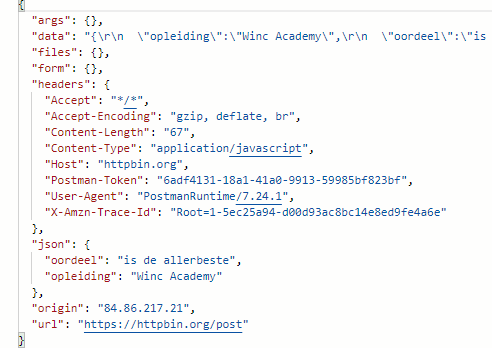 {
"args": {},
"data": "{\r\n  \"opleiding\":\"Winc Academy\",\r\n  \"oordeel\":\"is
"files": {},
"form": {},
"headers": {
"Accept": "*/*",
"Accept-Encoding": "gzip, deflate, br",
"Content-Length": "67",
"Content-Type": "application/javascript",
"Host": "httpbin.org",
"Postman-Token": "6adf4131-18a1-41a0-9913-59985bf823bf",
"User-Agent": "PostmanRuntime/7.24.1",
"X-Amzn-Trace-Id": "Root=1-5ec25a94-d00d93ac8bc14e8ed9fe4a6e"
},
"json": {
"oordeel": "is de allerbeste",
"opleiding": "Winc Academy"
},
"origin": "84.86.217.21",
"url": "https://httpbin.org/post"
}